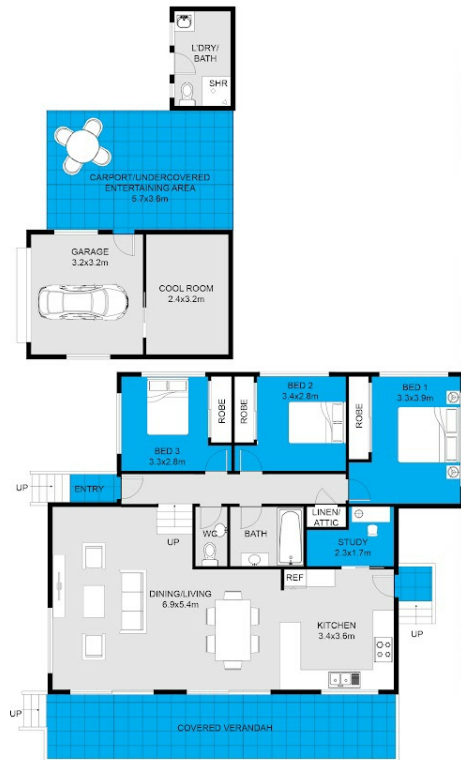 L'DRY/
BATH
SHR
CARPORT/UNDERCOVERED
ENTERTAINING AREA
5.7x3.6m
GARAGE
3.2x3.2m
COOL ROOM
2.4x3.2m
ROBE
ROBE
BED 2
3.4x2.8m
ROBE
BED 1
3.3x3.9m
BED 3
3.3x2.8m
UP
ENTRY
LINEN/
ATTIC
UP
WC
BATH
STUDY
2.3x1.7m
REF
DINING/LIVING
6.9x5.4m
KITCHEN
3.4x3.6m
UP
UP
COVERED VERANDAH